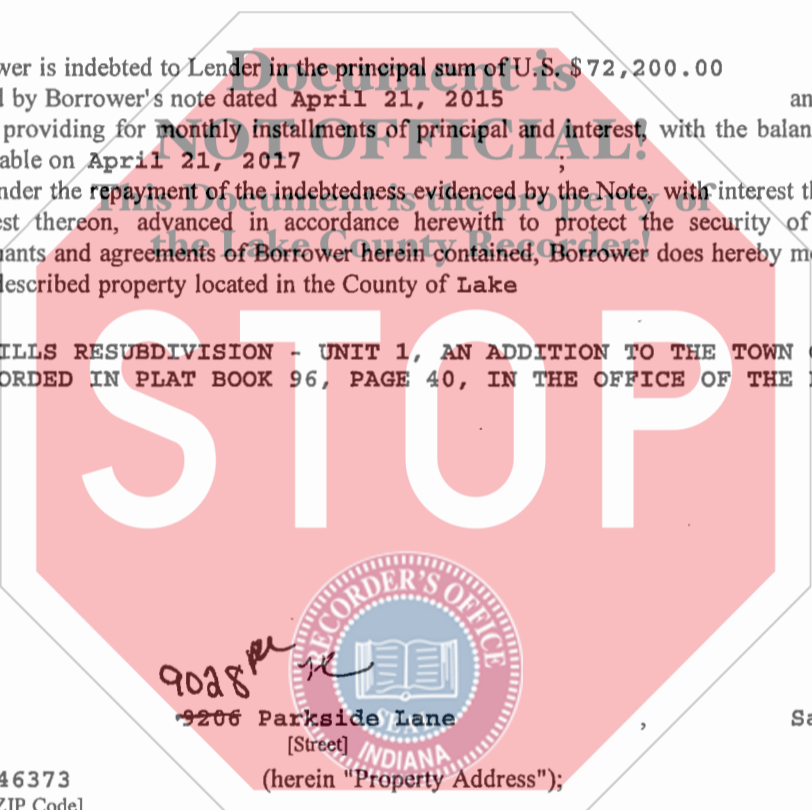 Document is
NOT OFFICIAL!
This Document is the property of
the Lake County Recorder!
STOP
wer is indebted to Lender in the principal sum of U.S. $72,200.00
d by Borrower's note dated April 21, 2015 an
providing for monthly installments of principal and interest, with the balan
able on April 21, 2017 ;
nder the repayment of the indebtedness evidenced by the Note, with interest th
est thereon, advanced in accordance herewith to protect the security of
nants and agreements of Borrower herein contained, Borrower does hereby mo
described property located in the County of Lake
ILLS RESUBDIVISION - UNIT 1, AN ADDITION TO THE TOWN
ORDED IN PLAT BOOK 96, PAGE 40, IN THE OFFICE OF THE
RECORDER'S OFFICE
SEAL
INDIANA
9028
9206 Parkside Lane , Sa
[Street]
46373 (herein "Property Address");
ZIP Code]